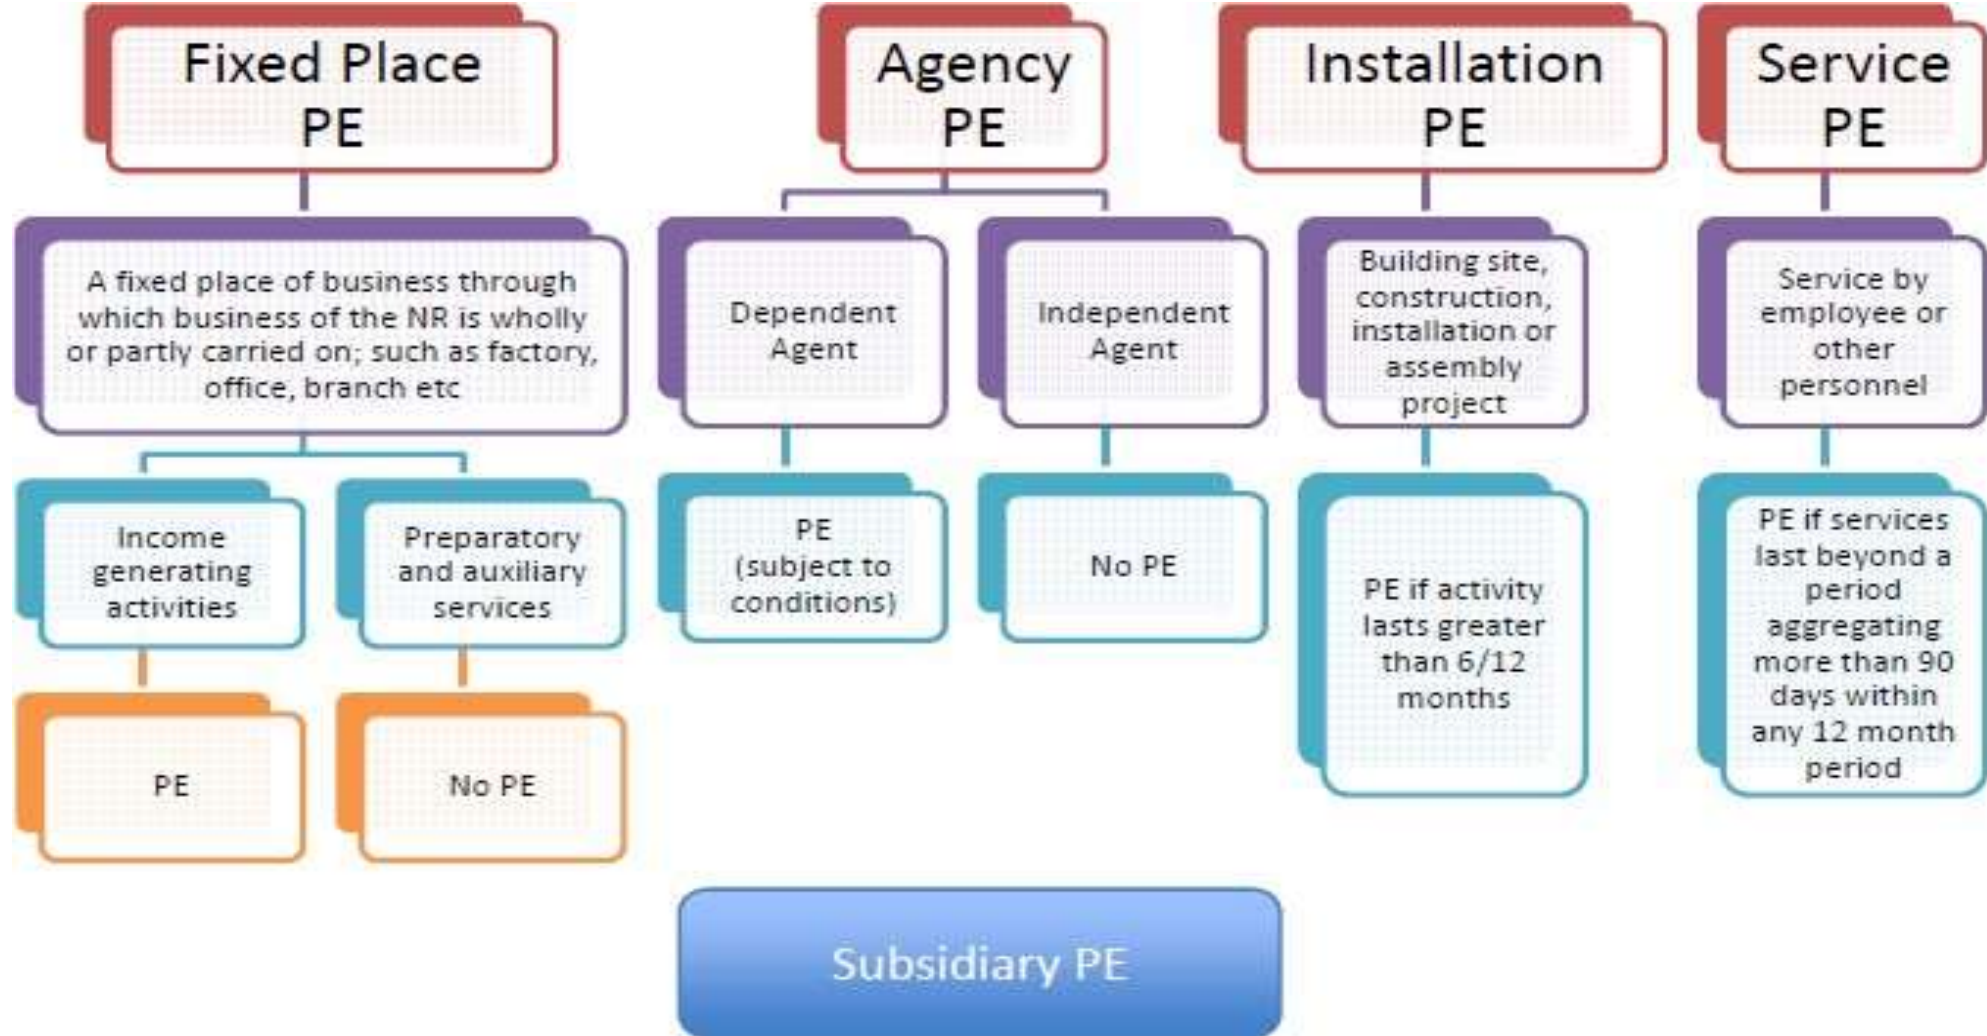 Fixed Place
PE
Agency
PE
Installation
PE
Service
PE
A fixed place of business through
which business of the NR is wholly
or partly carried on; such as factory,
office, branch etc
Dependent
Agent
Independent
Agent
Building site,
construction,
installation or
assembly
project
Service by
employee or
other
personnel
Income
generating
activities
Preparatory
and auxiliary
services
PE
(subject to
conditions)
No PE
PE if activity
lasts greater
than 6/12
months
PE if services
last beyond a
period
aggregating
more than 90
days within
any 12 month
period
PE
No PE
Subsidiary PE